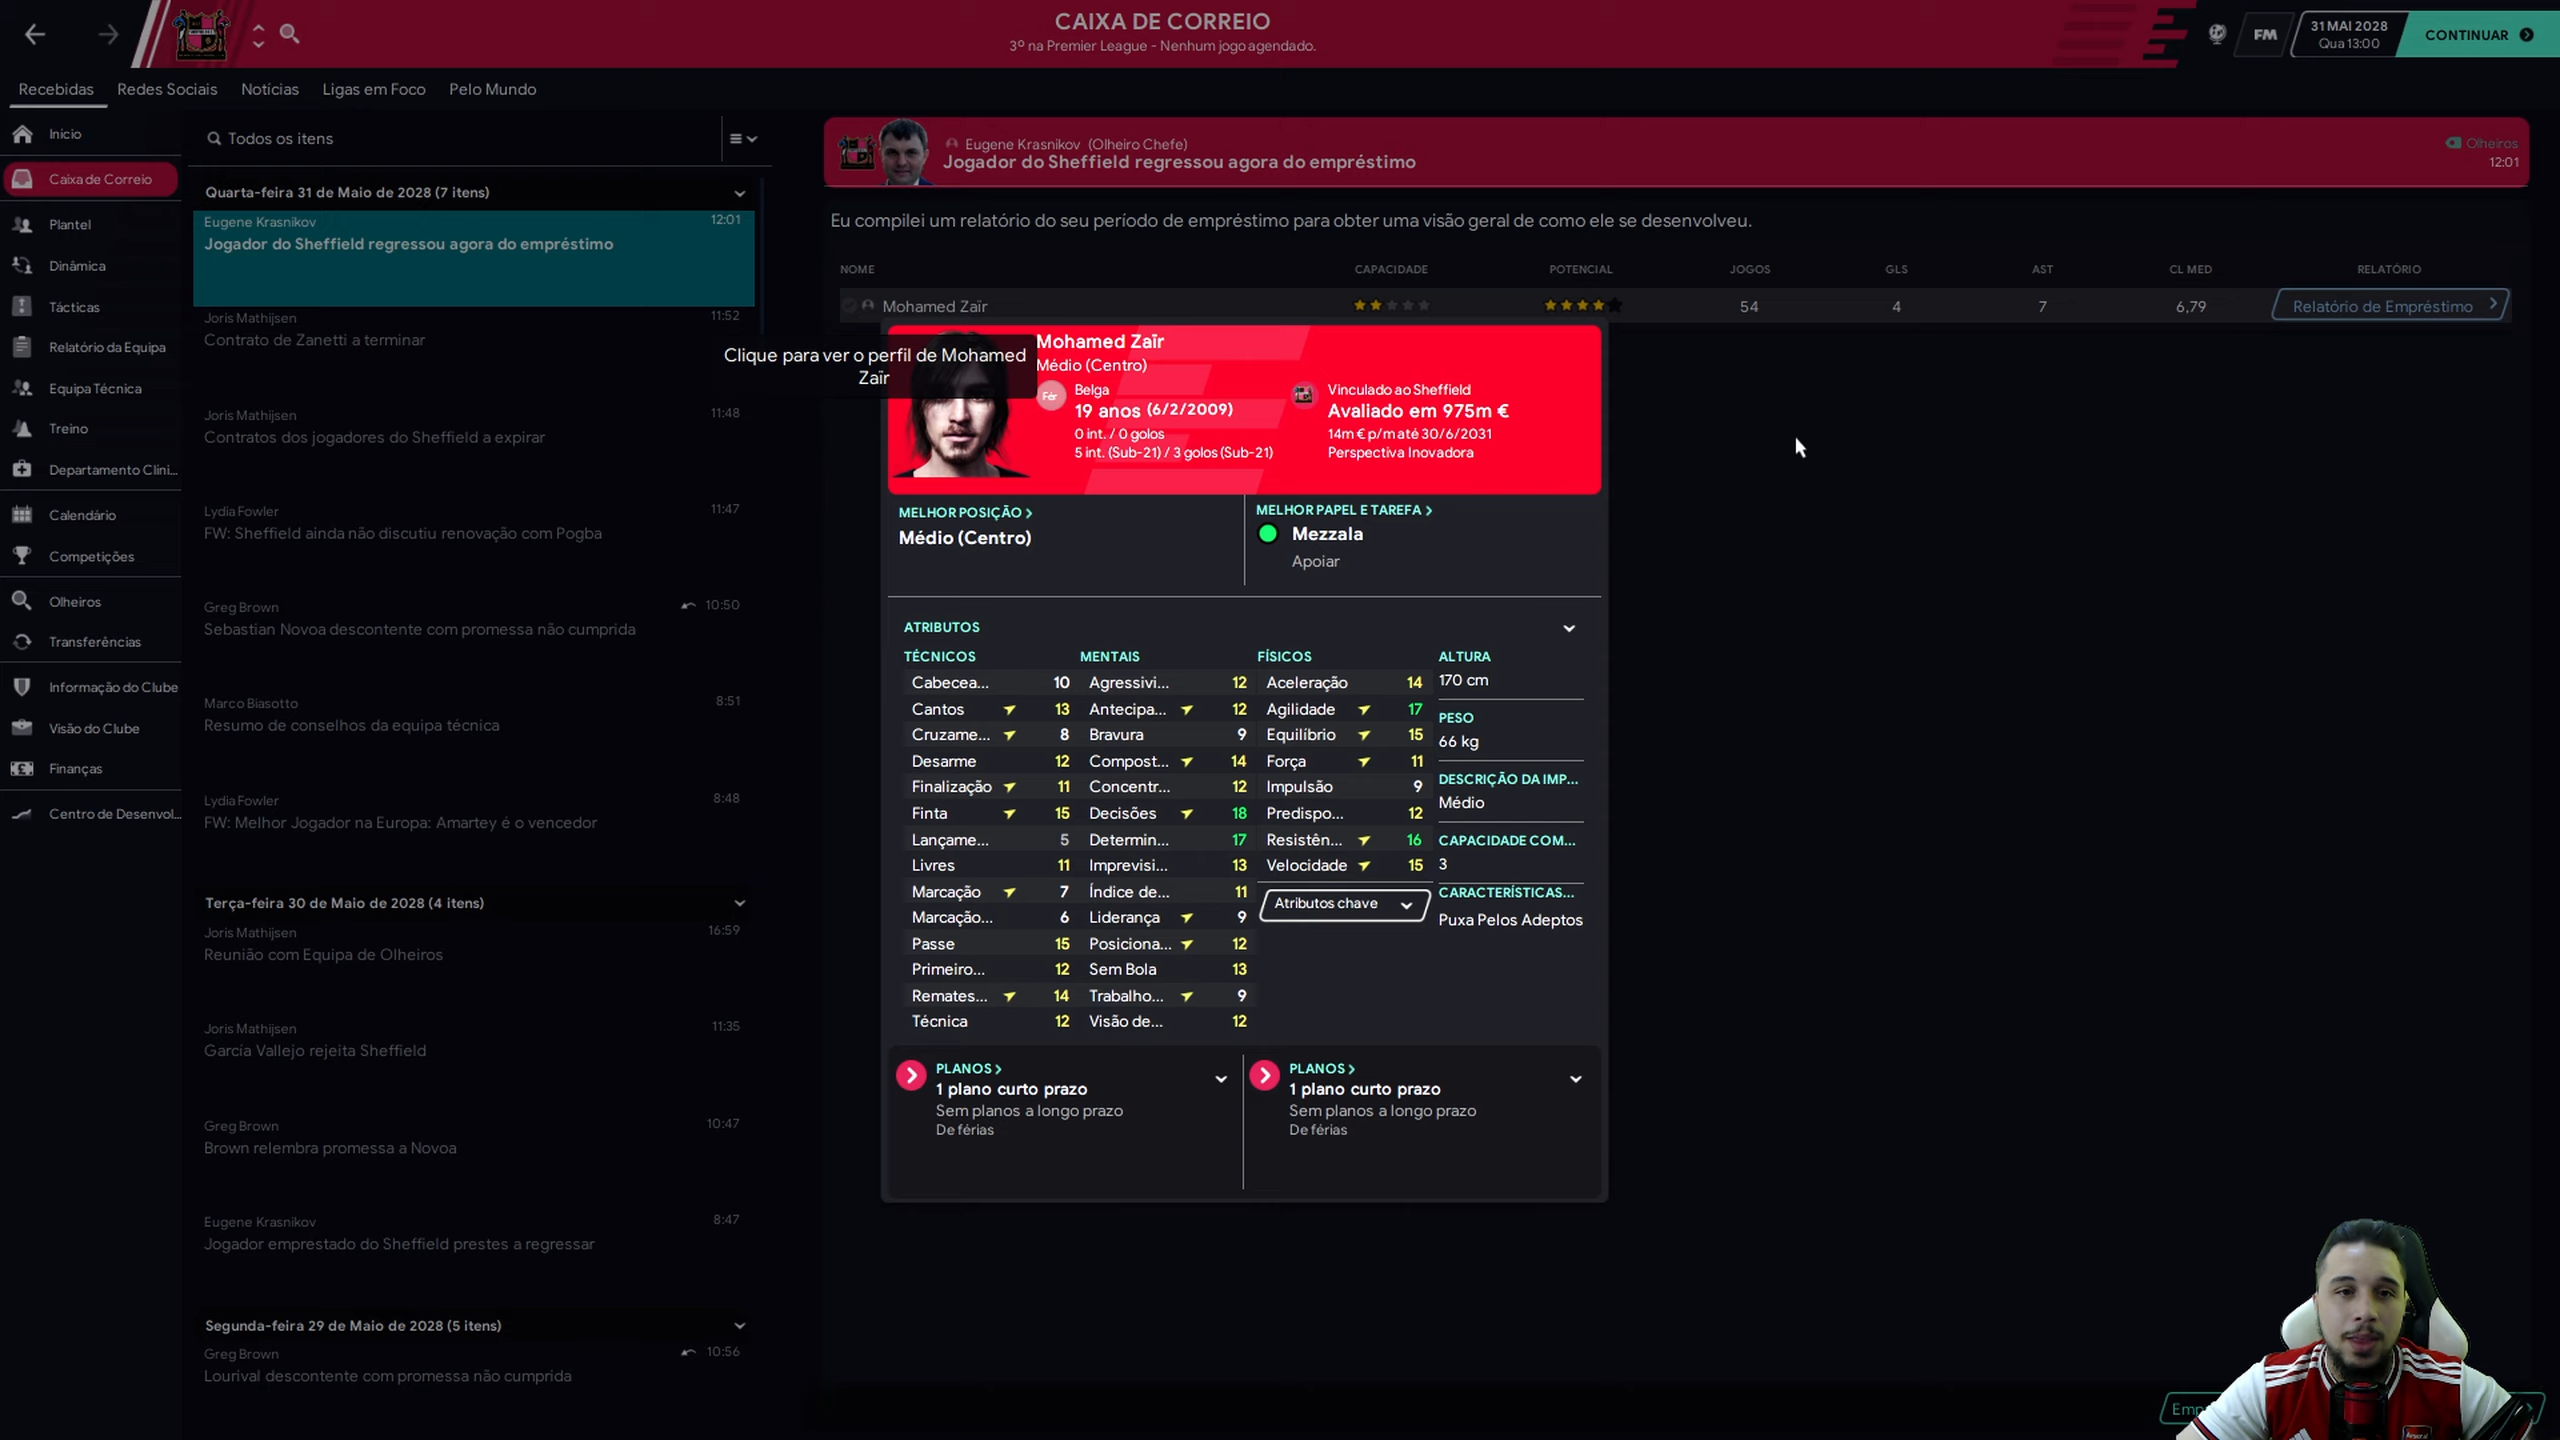 CAIXA DE CORREIO
3º na Premier League - Nenhum jogo agendado.
FM
31 MAI 2028
Qua 13:00
CONTINUAR
Recebidas
Redes Sociais
Notícias
Ligas em Foco
Pelo Mundo
Início
Caixa de Correio
Plantel
Dinâmica
Tácticas
Relatório da Equipa
Equipa Técnica
Treino
Departamento Clíni...
Calendário
Competições
Olheiros
Transferências
Informação do Clube
Visão do Clube
Finanças
Centro de Desenvol...
Todos os itens
Quarta-feira 31 de Maio de 2028 (7 itens)
Eugene Krasnikov
12:01
Jogador do Sheffield regressou agora do empréstimo
Joris Mathijsen
11:52
Contrato de Zanetti a terminar
Joris Mathijsen
11:48
Contratos dos jogadores do Sheffield a expirar
Lydia Fowler
11:47
FW: Sheffield ainda não discutiu renovação com Pogba
Greg Brown
10:50
Sebastian Novoa descontente com promessa não cumprida
Marco Biasotto
8:51
Resumo de conselhos da equipa técnica
Lydia Fowler
8:48
FW: Melhor Jogador na Europa: Amartey é o vencedor
Terça-feira 30 de Maio de 2028 (4 itens)
Joris Mathijsen
16:59
Reunião com Equipa de Olheiros
Joris Mathijsen
11:35
García Vallejo rejeita Sheffield
Greg Brown
10:47
Brown relembra promessa a Novoa
Eugene Krasnikov
8:47
Jogador emprestado do Sheffield prestes a regressar
Segunda-feira 29 de Maio de 2028 (5 itens)
Greg Brown
10:56
Lourival descontente com promessa não cumprida
Eugene Krasnikov (Olheiro Chefe)
Jogador do Sheffield regressou agora do empréstimo
Olheiros
12:01
Eu compilei um relatório do seu período de empréstimo para obter uma visão geral de como ele se desenvolveu.
NOME CAPACIDADE POTENCIAL JOGOS GLS AST CL MED RELATÓRIO
Mohamed Zaïr 54 4 7 6,79 Relatório de Empréstimo
Clique para ver o perfil de Mohamed
Zaïr
Mohamed Zaïr
Médio (Centro)
Fér
Belga
19 anos (6/2/2009)
0 int. / 0 golos
5 int. (Sub-21) / 3 golos (Sub-21)
Vinculado ao Sheffield
Avaliado em 975m €
14m € p/m até 30/6/2031
Perspectiva Inovadora
MELHOR POSIÇÃO
Médio (Centro)
MELHOR PAPEL E TAREFA
Mezzala
Apoiar
ATRIBUTOS
TÉCNICOS MENTAIS FÍSICOS
Cabecea... 10 Agressivi... 12 Aceleração 14
Cantos 13 Antecipa... 12 Agilidade 17
Cruzame... 8 Bravura 9 Equilíbrio 15
Desarme 12 Compost... 14 Força 11
Finalização 11 Concentr... 12 Impulsão 9
Finta 15 Decisões 18 Predispo... 12
Lançame... 5 Determin... 17 Resistên... 16
Livres 11 Imprevisi... 13 Velocidade 15
Marcação 7 Índice de... 11
Marcação... 6 Liderança 9
Passe 15 Posiciona... 12
Primeiro... 12 Sem Bola 13
Remates... 14 Trabalho... 9
Técnica 12 Visão de... 12
Atributos chave
ALTURA
170 cm
PESO
66 kg
DESCRIÇÃO DA IMP...
Médio
CAPACIDADE COM...
3
CARACTERÍSTICAS...
Puxa Pelos Adeptos
PLANOS
1 plano curto prazo
Sem planos a longo prazo
De férias
PLANOS
1 plano curto prazo
Sem planos a longo prazo
De férias